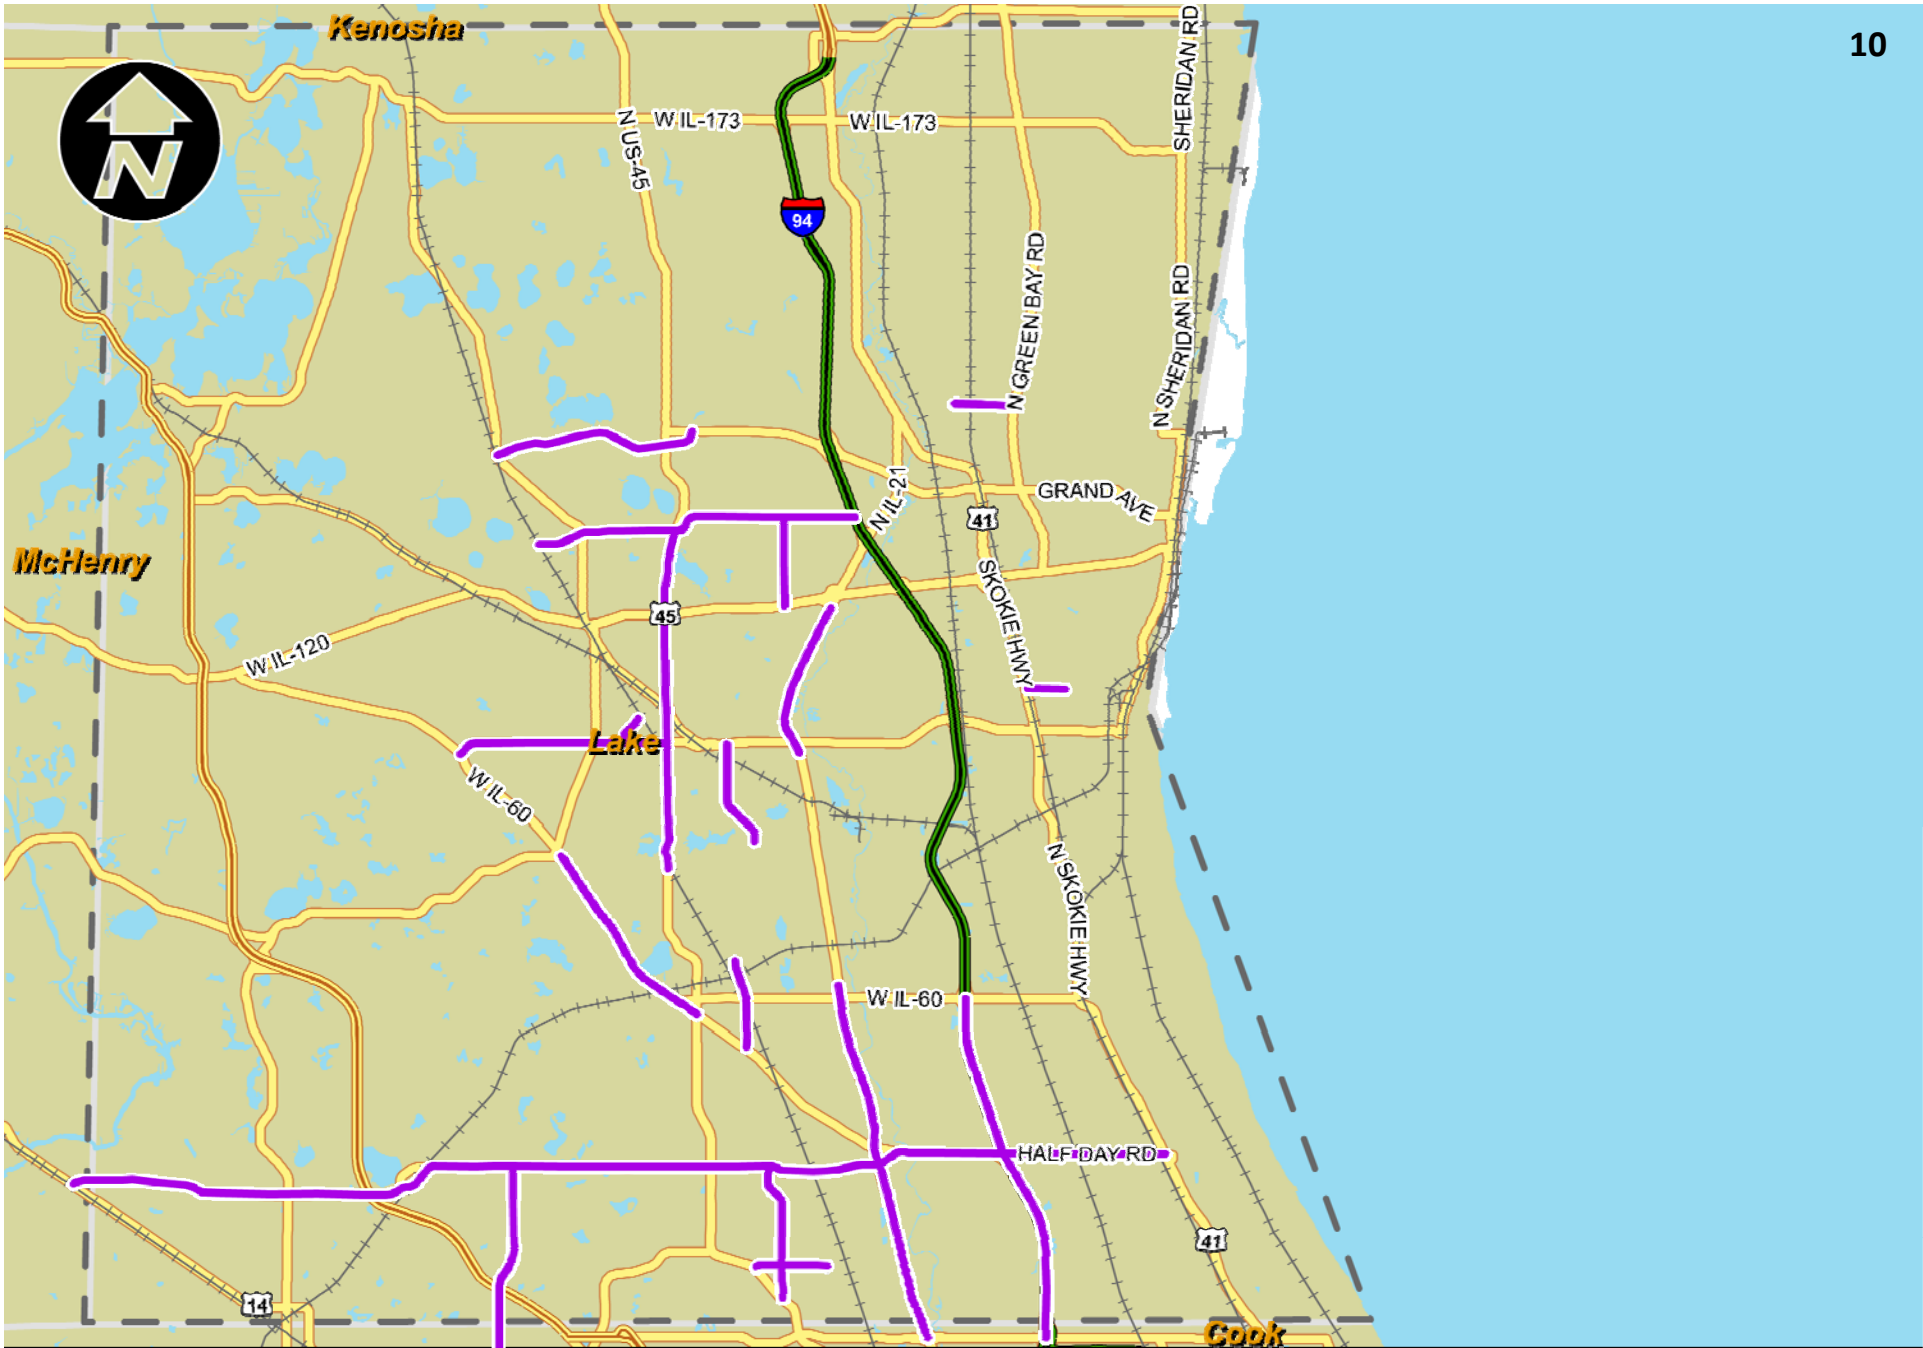 Kenosha
10
SHERIDAN RD
N
W IL-173
W IL-173
N US-45
94
N GREEN BAY RD
N SHERIDAN RD
N IL-21
GRAND AVE
41
McHenry
SKOKIE HWY
45
W IL-120
Lake
W IL-60
N SKOKIE HWY
W IL-60
HALF DAY RD
41
14
Cook